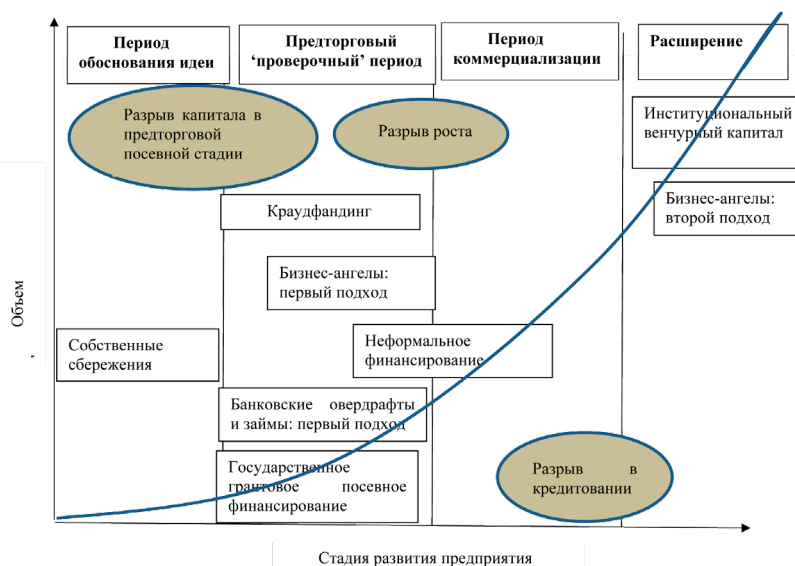 Период
обоснования идеи
Предторговый
‘проверочный’ период
Период
коммерциализации
Расширение
Разрыв капитала в
предторговой
посевной стадии
Разрыв роста
Институциональный
венчурный капитал
Бизнес-ангелы:
второй подход
Краудфандинг
Бизнес-ангелы:
первый подход
Объем
Собственные
сбережения
Неформальное
финансирование
Банковские овердрафты
и займы: первый подход
Государственное
грантовое посевное
финансирование
Разрыв в
кредитовании
Стадия развития предприятия